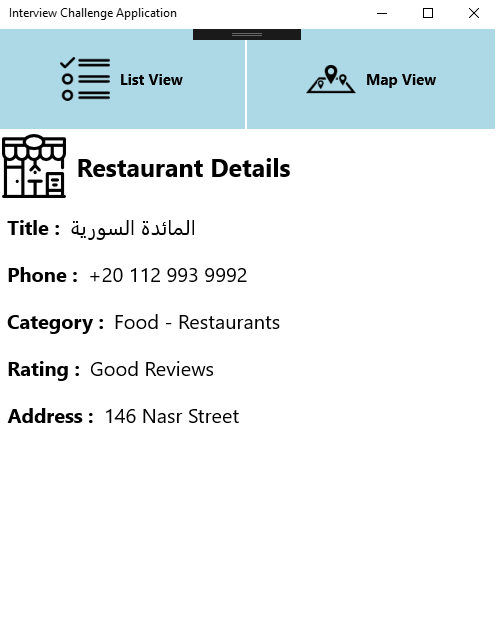 Interview Challenge Application
List View
Map View
Restaurant Details
Title : المائدة السورية
Phone : +20 112 993 9992
Category : Food - Restaurants
Rating : Good Reviews
Address : 146 Nasr Street